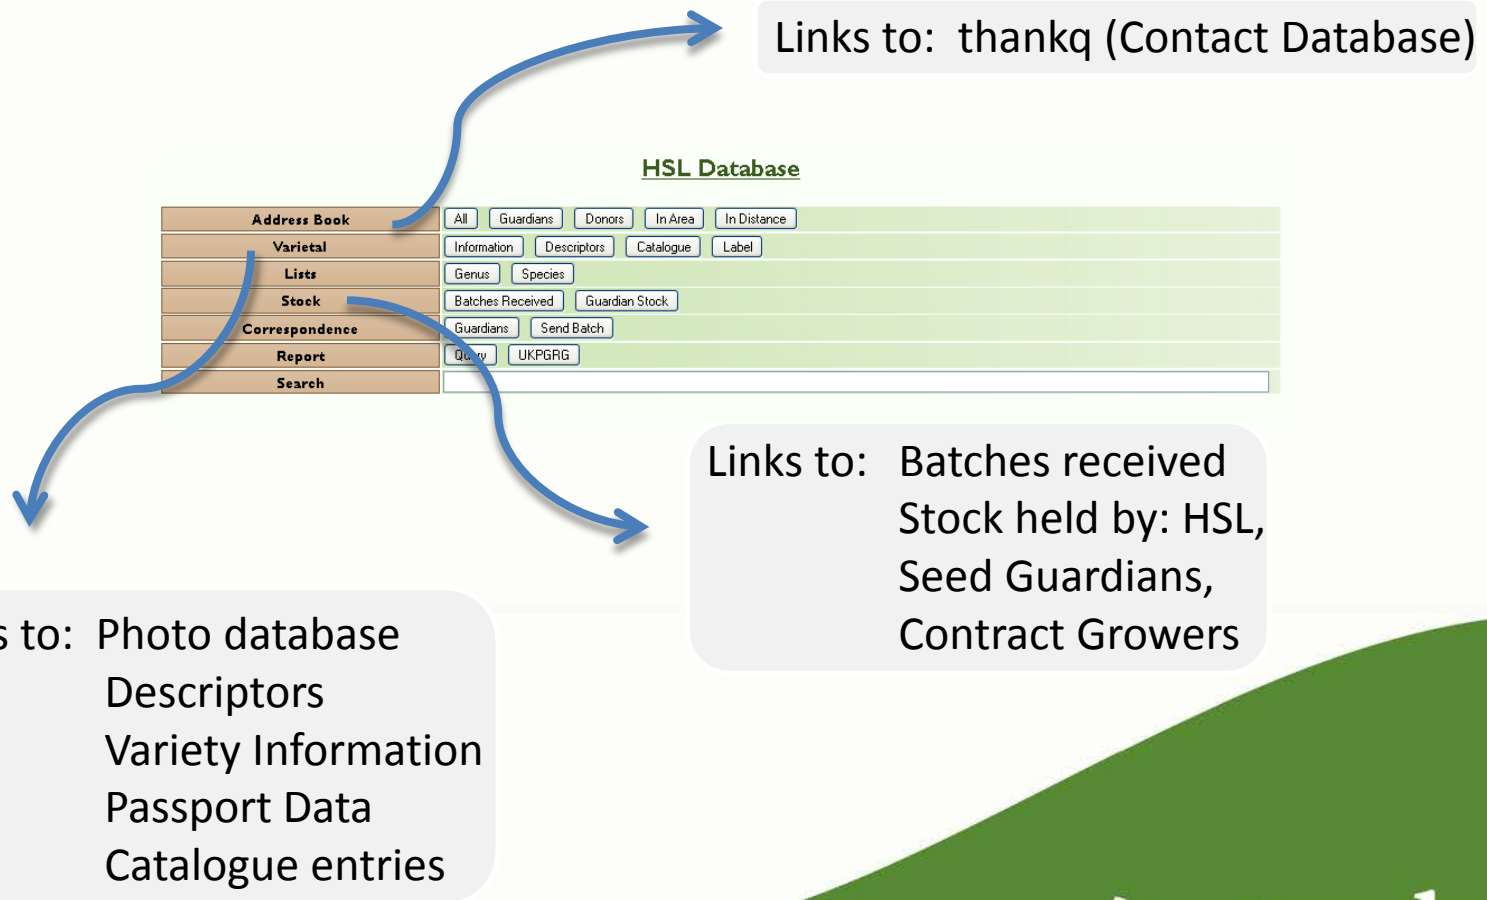 Links to: thankq (Contact Database)
HSL Database
Address Book All Guardians Donors In Area In Distance
Varietal Information Descriptors Catalogue Label
Lists Genus Species
Stock Batches Received Guardian Stock
Correspondence Guardians Send Batch
Report Query UKPGRG
Search
Links to: Batches received
Stock held by: HSL,
Seed Guardians,
Contract Growers
s to: Photo database
Descriptors
Variety Information
Passport Data
Catalogue entries